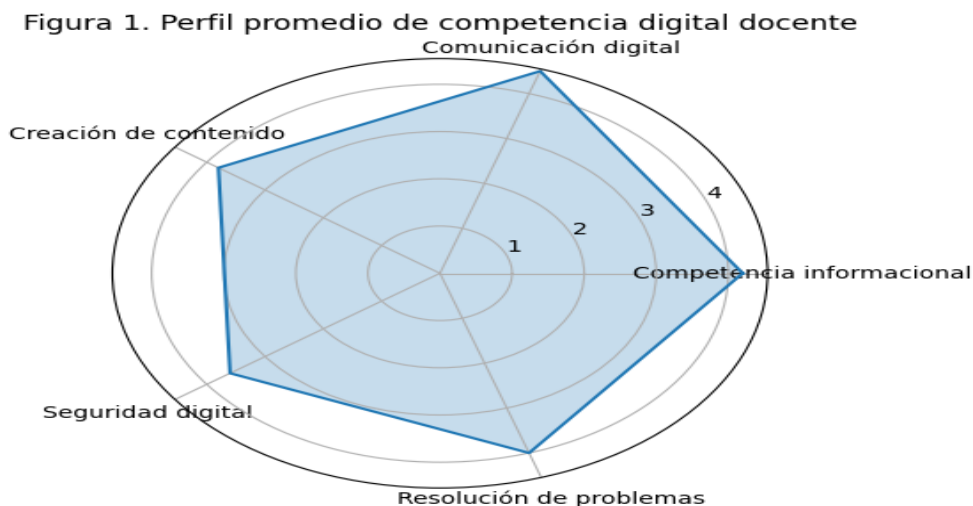 Figura 1. Perfil promedio de competencia digital docente
Comunicación digital
Creación de contenido
4
3
2
1
Competencia informacional
Seguridad digital
Resolución de problemas